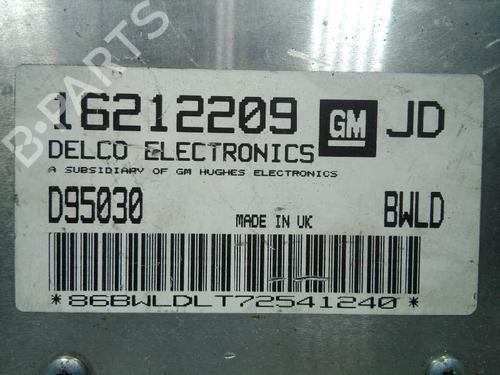 16212209 GM JD
DELCO ELECTRONICS
A SUBSIDIARY OF GM HUGHES ELECTRONICS
D95030 MADE IN UK BWLD
*86BWLDLT72541240*
B-PARTS